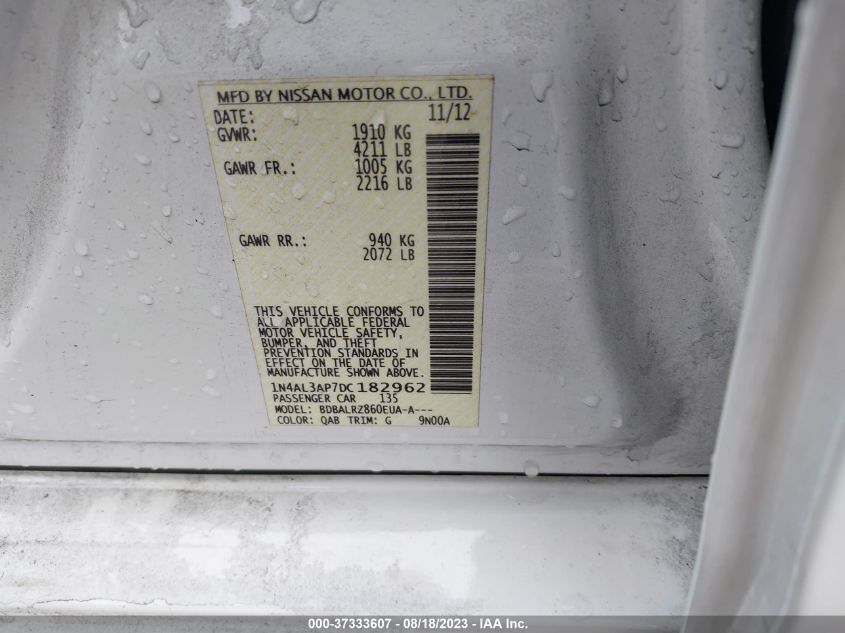 MFD BY NISSAN MOTOR CO., LTD.
DATE: 11/12
GVWR: 1910 KG
4211 LB
GAWR FR.: 1005 KG
2216 LB
GAWR RR.: 940 KG
2072 LB
THIS VEHICLE CONFORMS TO
ALL APPLICABLE FEDERAL
MOTOR VEHICLE SAFETY,
BUMPER, AND THEFT
PREVENTION STANDARDS IN
EFFECT ON THE DATE OF
MANUFACTURE SHOWN ABOVE.
1N4AL3AP7DC182962
PASSENGER CAR 135
MODEL: BDBALRZ860EUA-A---
COLOR: QAB TRIM: G 9N00A
000-37333607 - 08/18/2023 - IAA Inc.